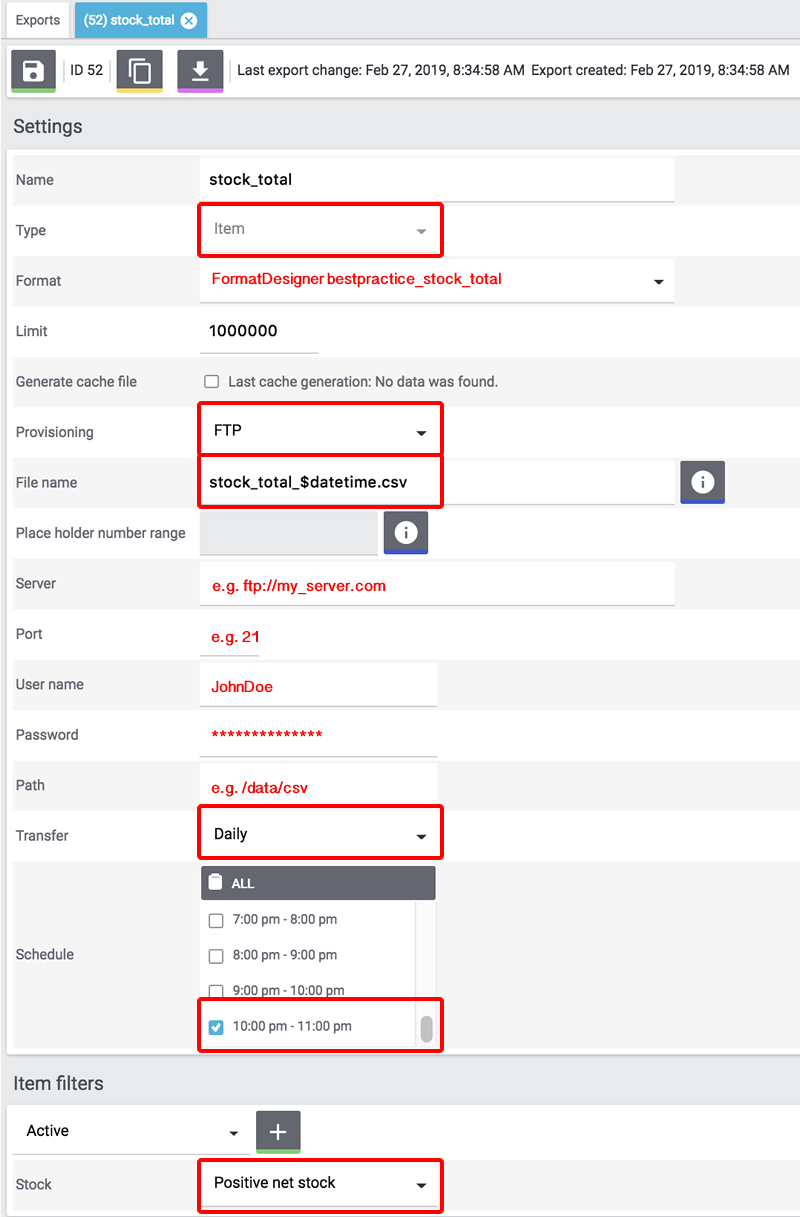 Exports (52) stock_total
ID 52 Last export change: Feb 27, 2019, 8:34:58 AM Export created: Feb 27, 2019, 8:34:58 AM
Settings
Name stock_total
Type Item
Format FormatDesigner bestpractice_stock_total
Limit 1000000
Generate cache file Last cache generation: No data was found.
Provisioning FTP
File name stock_total_$datetime.csv
Place holder number range
Server e.g. ftp://my_server.com
Port e.g. 21
User name JohnDoe
Password **************
Path e.g. /data/csv
Transfer Daily
ALL
7:00 pm - 8:00 pm
Schedule 8:00 pm - 9:00 pm
9:00 pm - 10:00 pm
10:00 pm - 11:00 pm
Item filters
Active
Stock Positive net stock